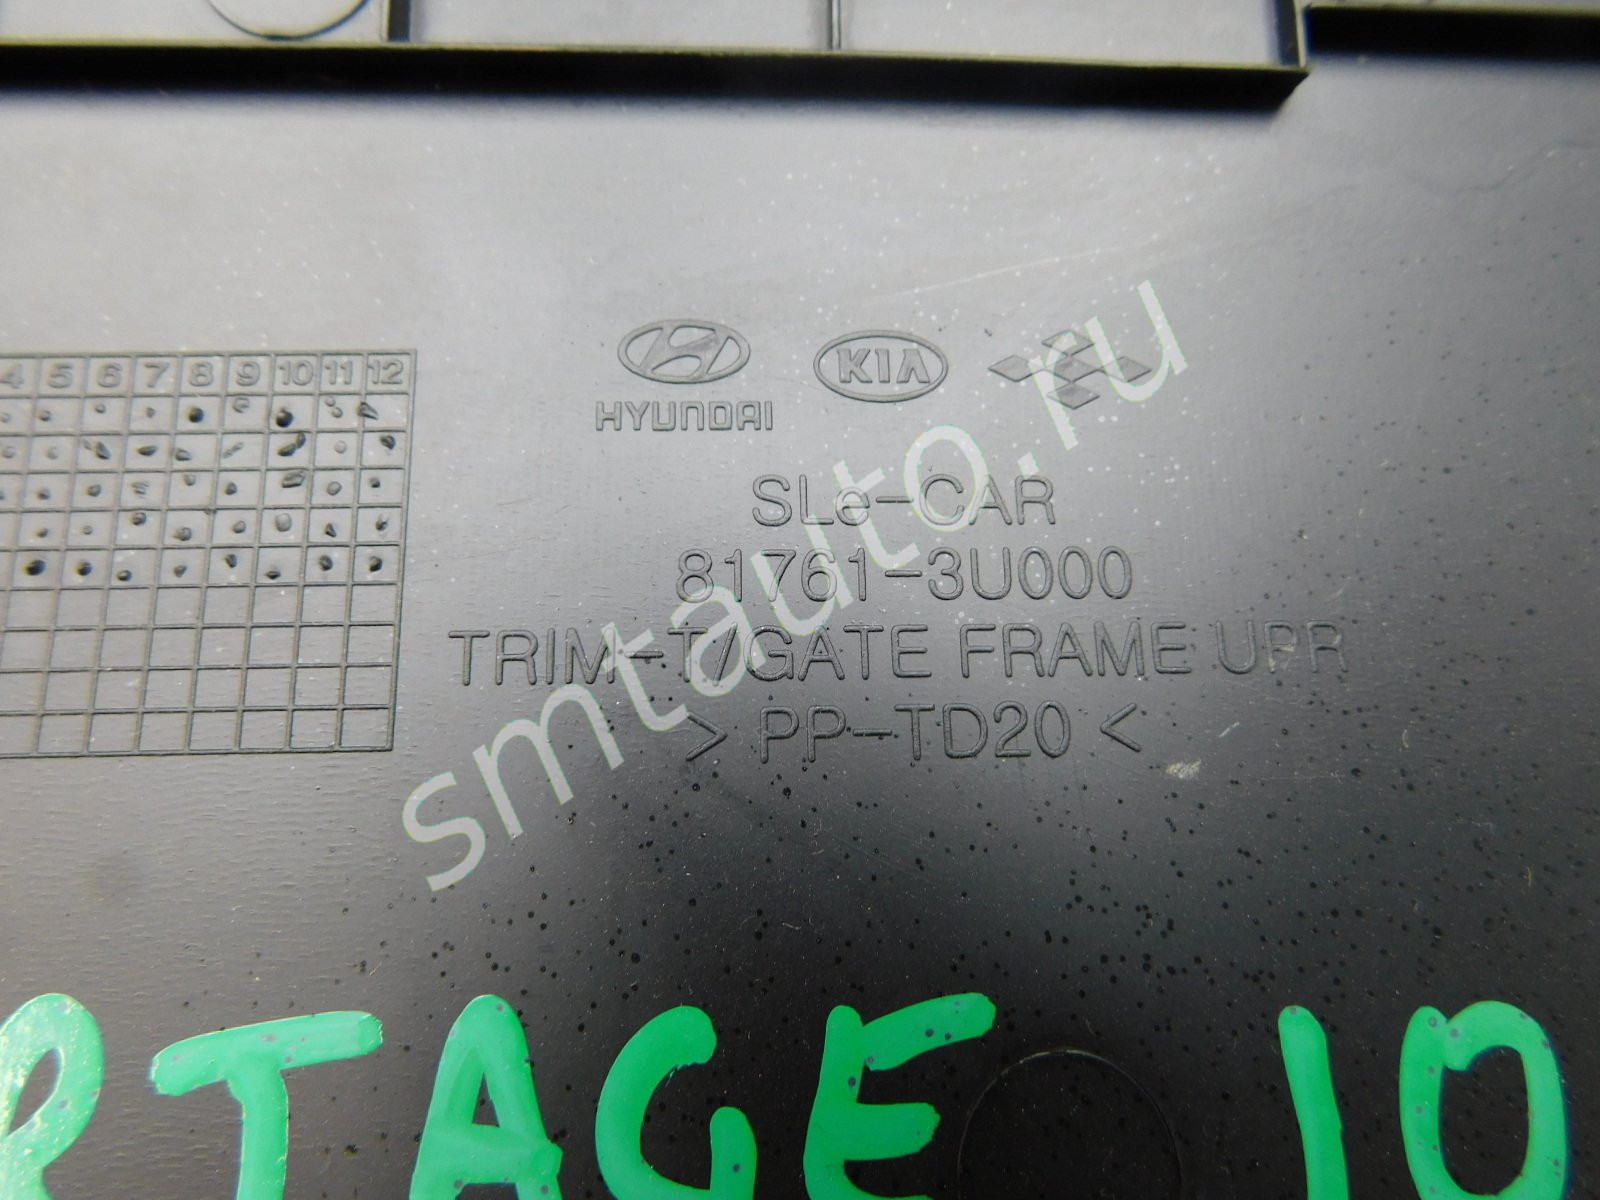 4 5 6 7 8 9 10 11 12
HYUNDAI
KIA
SLe-CAR
81761-3U000
TRIM-T/GATE FRAME UPR
> PP-TD20 <
smtauto.ru
RTAGE 10